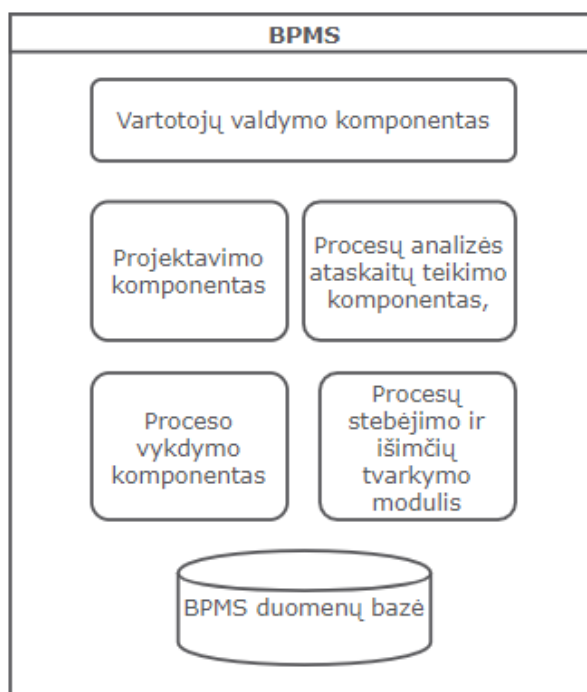 BPMS
Vartotojų valdymo komponentas
Projektavimo
komponentas
Procesų analizės
ataskaitų teikimo
komponentas,
Proceso
vykdymo
komponentas
Procesų
stebėjimo ir
išimčių
tvarkymo
modulis
BPMS duomenų bazė